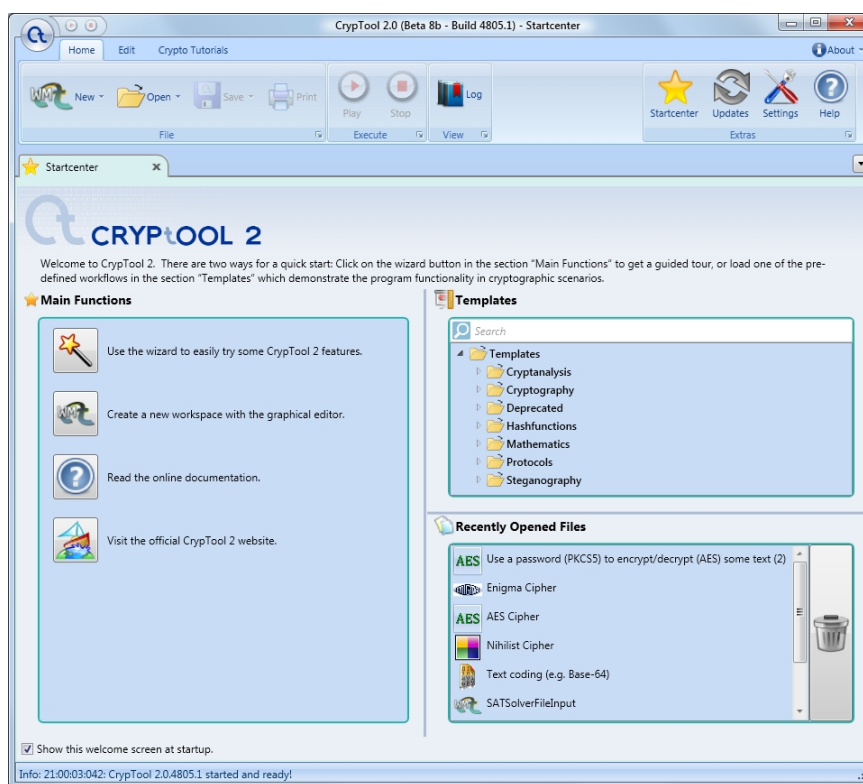 CrypTool 2.0 (Beta 8b - Build 4805.1) - Startcenter
Home Edit Crypto Tutorials About
New Open Save Print Play Stop Log Startcenter Updates Settings Help
File Execute View Extras
Startcenter
CRYPtOOL 2
Welcome to CrypTool 2. There are two ways for a quick start: Click on the wizard button in the section "Main Functions" to get a guided tour, or load one of the pre-
defined workflows in the section "Templates" which demonstrate the program functionality in cryptographic scenarios.
Main Functions
Use the wizard to easily try some CrypTool 2 features.
Create a new workspace with the graphical editor.
Read the online documentation.
Visit the official CrypTool 2 website.
Templates
Search
Templates
Cryptanalysis
Cryptography
Deprecated
Hashfunctions
Mathematics
Protocols
Steganography
Recently Opened Files
AES Use a password (PKCS5) to encrypt/decrypt (AES) some text (2)
Enigma Cipher
AES AES Cipher
Nihilist Cipher
Text coding (e.g. Base-64)
SATSolverFileInput
Show this welcome screen at startup.
Info: 21:00:03:042: CrypTool 2.0.4805.1 started and ready!